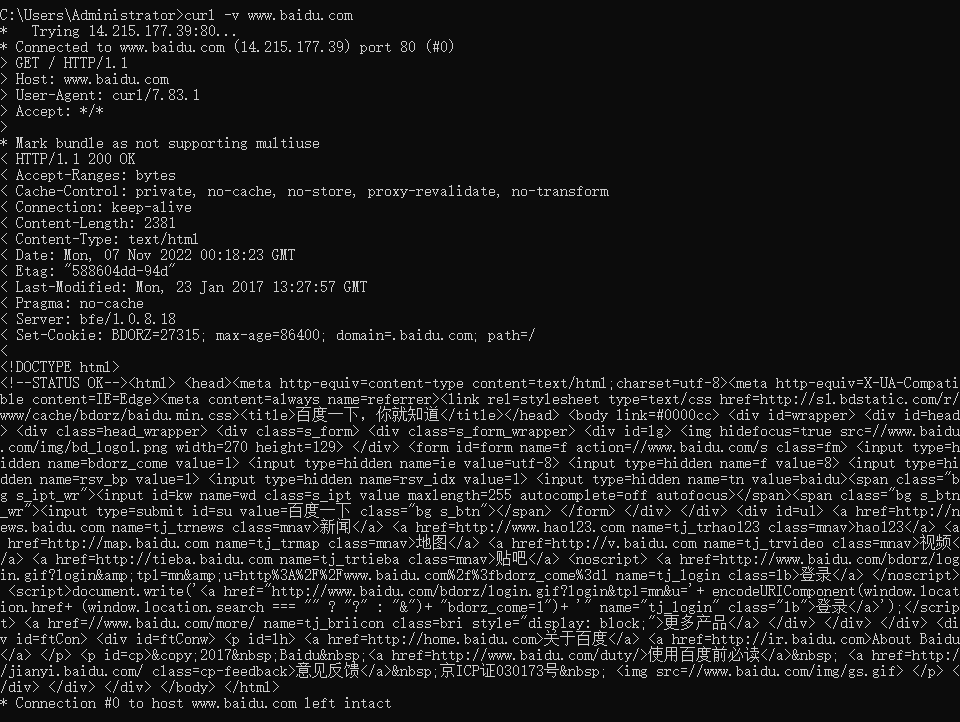 C:\Users\Administrator>curl -v www.baidu.com
*   Trying 14.215.177.39:80...
* Connected to www.baidu.com (14.215.177.39) port 80 (#0)
> GET / HTTP/1.1
> Host: www.baidu.com
> User-Agent: curl/7.83.1
> Accept: */*
>
* Mark bundle as not supporting multiuse
< HTTP/1.1 200 OK
< Accept-Ranges: bytes
< Cache-Control: private, no-cache, no-store, proxy-revalidate, no-transform
< Connection: keep-alive
< Content-Length: 2381
< Content-Type: text/html
< Date: Mon, 07 Nov 2022 00:18:23 GMT
< Etag: "588604dd-94d"
< Last-Modified: Mon, 23 Jan 2017 13:27:57 GMT
< Pragma: no-cache
< Server: bfe/1.0.8.18
< Set-Cookie: BDORZ=27315; max-age=86400; domain=.baidu.com; path=/
<
<!DOCTYPE html>
<!--STATUS OK--><html> <head><meta http-equiv=content-type content=text/html;charset=utf-8><meta http-equiv=X-UA-Compati
ble content=IE=Edge><meta content=always name=referrer><link rel=stylesheet type=text/css href=http://s1.bdstatic.com/r/
www/cache/bdorz/baidu.min.css><title>百度一下，你就知道</title></head> <body link=#0000cc> <div id=wrapper> <div id=head
> <div class=head_wrapper> <div class=s_form> <div class=s_form_wrapper> <div id=lg> <img hidefocus=true src=//www.baidu
.com/img/bd_logo1.png width=270 height=129> </div> <form id=form name=f action=//www.baidu.com/s class=fm> <input type=h
idden name=bdorz_come value=1> <input type=hidden name=ie value=utf-8> <input type=hidden name=f value=8> <input type=hi
dden name=rsv_bp value=1> <input type=hidden name=rsv_idx value=1> <input type=hidden name=tn value=baidu><span class="b
g s_ipt_wr"><input id=kw name=wd class=s_ipt value maxlength=255 autocomplete=off autofocus></span><span class="bg s_btn
_wr"><input type=submit id=su value=百度一下 class="bg s_btn"></span> </form> </div> </div> <div id=u1> <a href=http://n
ews.baidu.com name=tj_trnews class=mnav>新闻</a> <a href=http://www.hao123.com name=tj_trhao123 class=mnav>hao123</a> <a
 href=http://map.baidu.com name=tj_trmap class=mnav>地图</a> <a href=http://v.baidu.com name=tj_trvideo class=mnav>视频<
/a> <a href=http://tieba.baidu.com name=tj_trtieba class=mnav>贴吧</a> <noscript> <a href=http://www.baidu.com/bdorz/log
in.gif?login&amp;tpl=mn&amp;u=http%3A%2F%2Fwww.baidu.com%2f%3fbdorz_come%3d1 name=tj_login class=lb>登录</a> </noscript>
 <script>document.write('<a href="http://www.baidu.com/bdorz/login.gif?login&tpl=mn&u='+ encodeURIComponent(window.locat
ion.href+ (window.location.search === "" ? "?" : "&")+ "bdorz_come=1")+ '" name="tj_login" class="lb">登录</a>');</scrip
t> <a href=//www.baidu.com/more/ name=tj_briicon class=bri style="display: block;">更多产品</a> </div> </div> </div> <di
v id=ftCon> <div id=ftConw> <p id=lh> <a href=http://home.baidu.com>关于百度</a> <a href=http://ir.baidu.com>About Baidu
</a> </p> <p id=cp>&copy;2017&nbsp;Baidu&nbsp;<a href=http://www.baidu.com/duty/>使用百度前必读</a>&nbsp; <a href=http:/
/jianyi.baidu.com/ class=cp-feedback>意见反馈</a>&nbsp;京ICP证030173号&nbsp; <img src=//www.baidu.com/img/gs.gif> </p> <
/div> </div> </div> </body> </html>
* Connection #0 to host www.baidu.com left intact